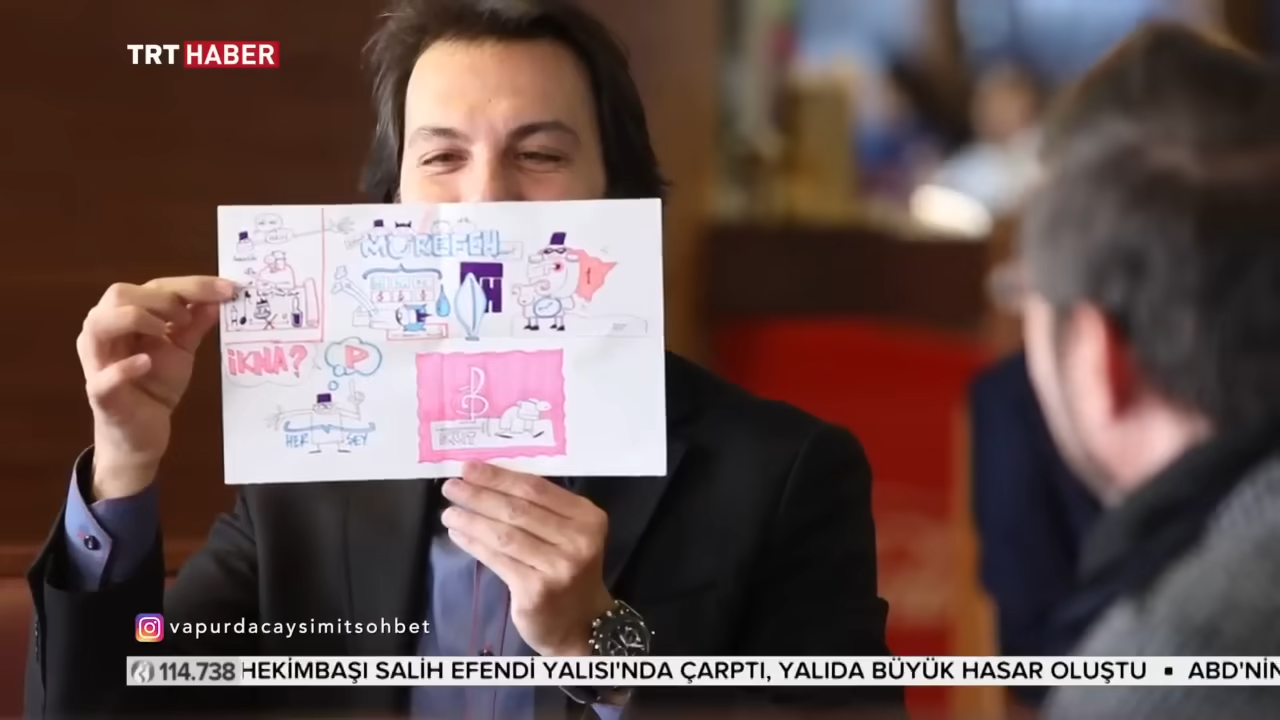 TRT HABER
MÜREFEH
H
İKNA?
P
HER ŞEY
vapurdacaysimitsohbet
114.738 HEKİMBAŞI SALİH EFENDİ YALISI'NDA ÇARPTI, YALIDA BÜYÜK HASAR OLUŞTU ▪ ABD'NİN